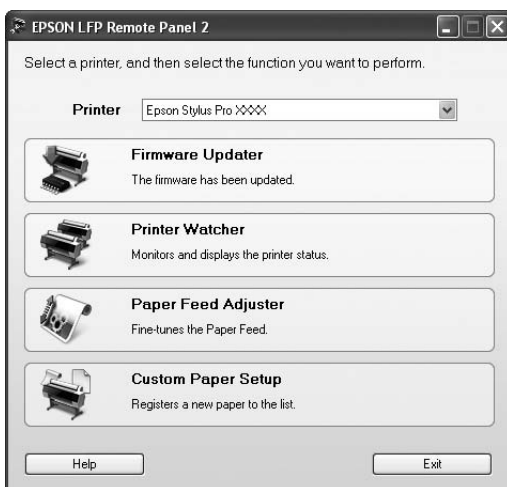 EPSON LFP Remote Panel 2
Select a printer, and then select the function you want to perform.
Printer Epson Stylus Pro XXXX
Firmware Updater
The firmware has been updated.
Printer Watcher
Monitors and displays the printer status.
Paper Feed Adjuster
Fine-tunes the Paper Feed.
Custom Paper Setup
Registers a new paper to the list.
Help Exit